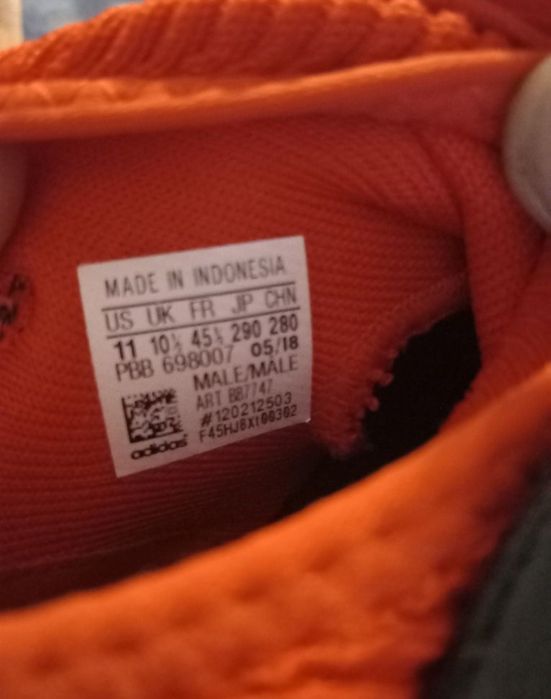 MADE IN INDONESIA
US UK FR JP CHN
11 10½ 45⅓ 290 280
PBB 698007 05/18
MALE/MALE
ART BB7747
#120212503
F45HJ8Xt00302
adidas